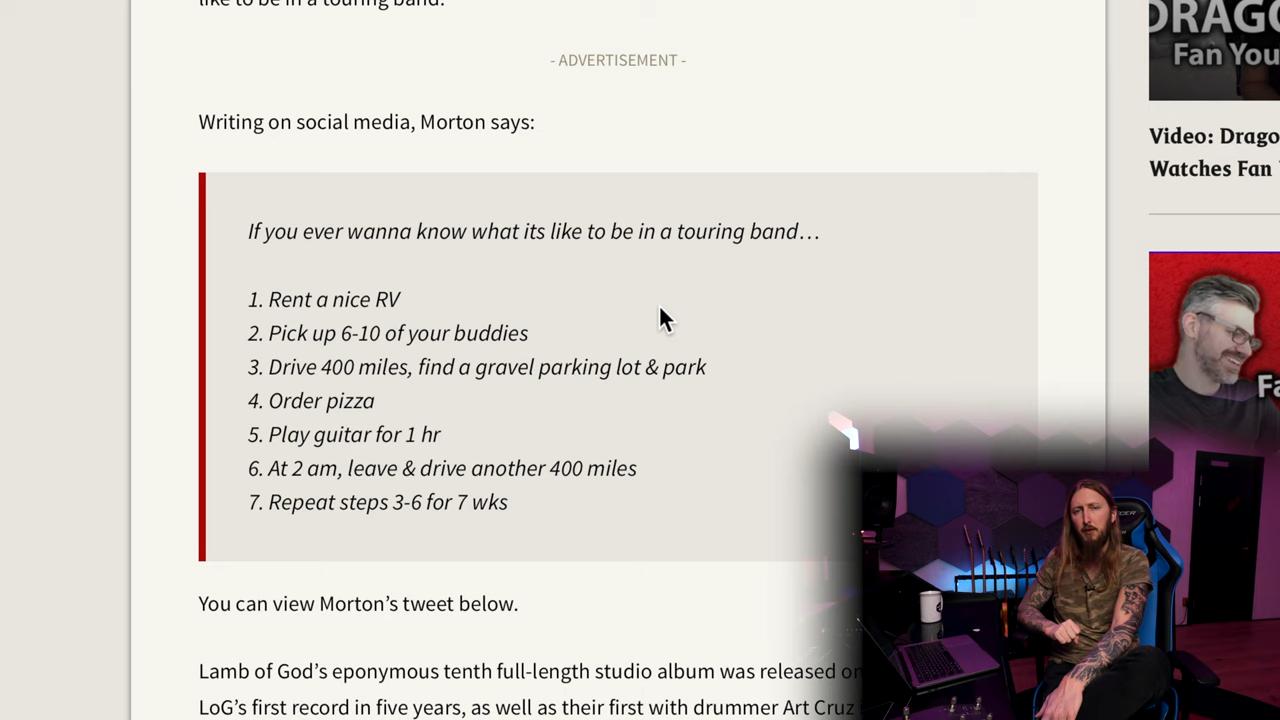 like to be in a touring band.
- ADVERTISEMENT -
Writing on social media, Morton says:
If you ever wanna know what its like to be in a touring band…
1. Rent a nice RV
2. Pick up 6-10 of your buddies
3. Drive 400 miles, find a gravel parking lot & park
4. Order pizza
5. Play guitar for 1 hr
6. At 2 am, leave & drive another 400 miles
7. Repeat steps 3-6 for 7 wks
You can view Morton’s tweet below.
Lamb of God’s eponymous tenth full-length studio album was released on
LoG’s first record in five years, as well as their first with drummer Art Cruz
DRAGO
Fan You
Video: Drago
Watches Fan
Fa